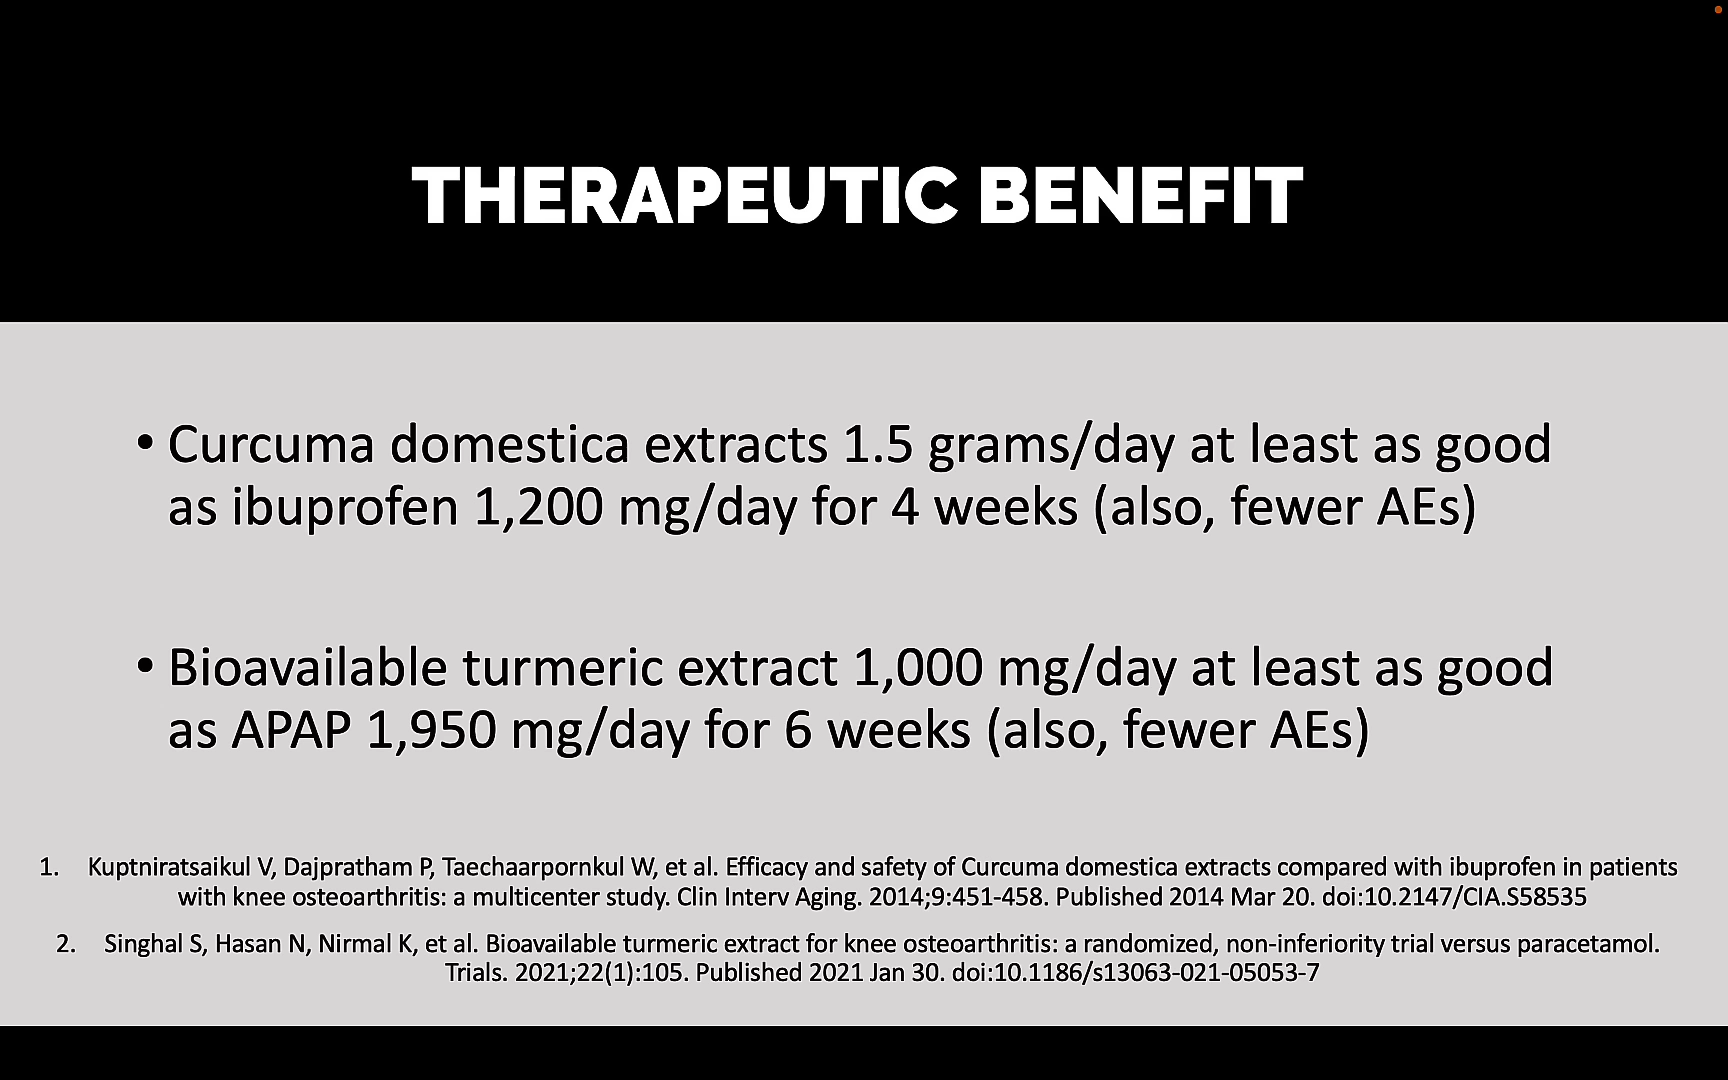 THERAPEUTIC BENEFIT
• Curcuma domestica extracts 1.5 grams/day at least as good
as ibuprofen 1,200 mg/day for 4 weeks (also, fewer AEs)
• Bioavailable turmeric extract 1,000 mg/day at least as good
as APAP 1,950 mg/day for 6 weeks (also, fewer AEs)
1. Kuptniratsaikul V, Dajpratham P, Taechaarpornkul W, et al. Efficacy and safety of Curcuma domestica extracts compared with ibuprofen in patients
with knee osteoarthritis: a multicenter study. Clin Interv Aging. 2014;9:451-458. Published 2014 Mar 20. doi:10.2147/CIA.S58535
2. Singhal S, Hasan N, Nirmal K, et al. Bioavailable turmeric extract for knee osteoarthritis: a randomized, non-inferiority trial versus paracetamol.
Trials. 2021;22(1):105. Published 2021 Jan 30. doi:10.1186/s13063-021-05053-7